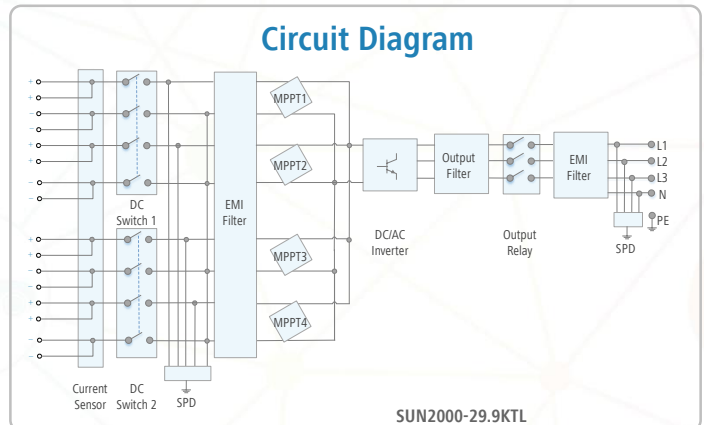 Circuit Diagram
+
+
−
−
+
+
−
−
+
+
−
−
+
+
−
−
DC
Switch 1
EMI
Filter
MPPT1
MPPT2
MPPT3
MPPT4
DC/AC
Inverter
Output
Filter
Output
Relay
EMI
Filter
L1
L2
L3
N
PE
SPD
Current
Sensor
DC
Switch 2
SPD
SUN2000-29.9KTL